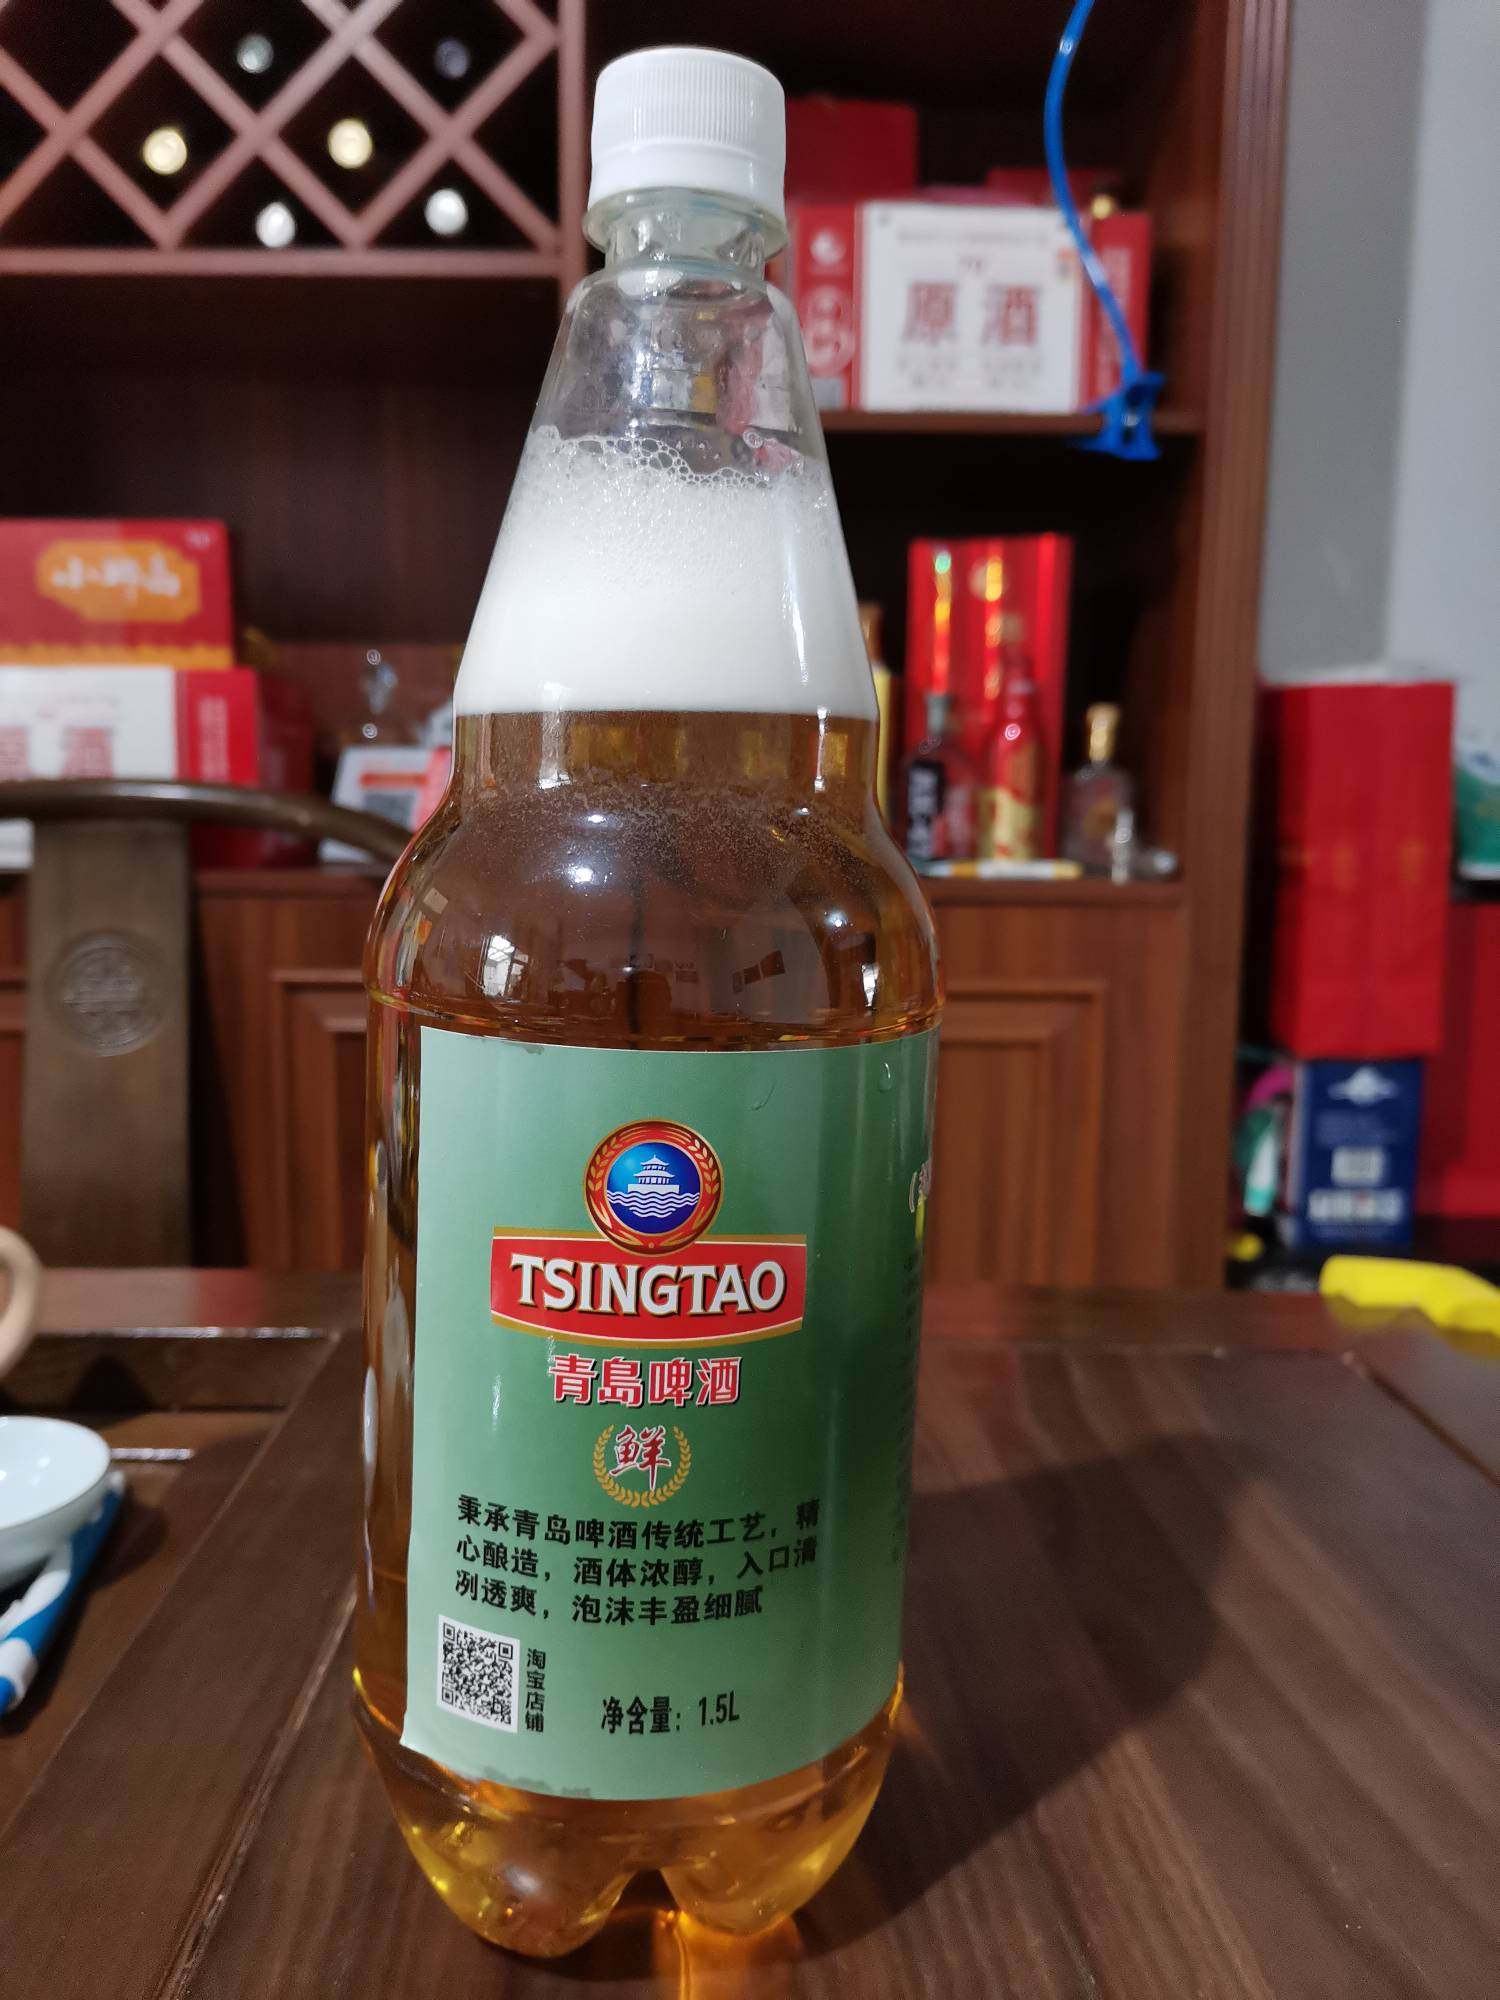 原酒
小郎酒
TSINGTAO
青島啤酒
鲜
秉承青岛啤酒传统工艺，精
心酿造，酒体浓醇，入口清
冽透爽，泡沫丰盈细腻
淘宝店铺
净含量：1.5L